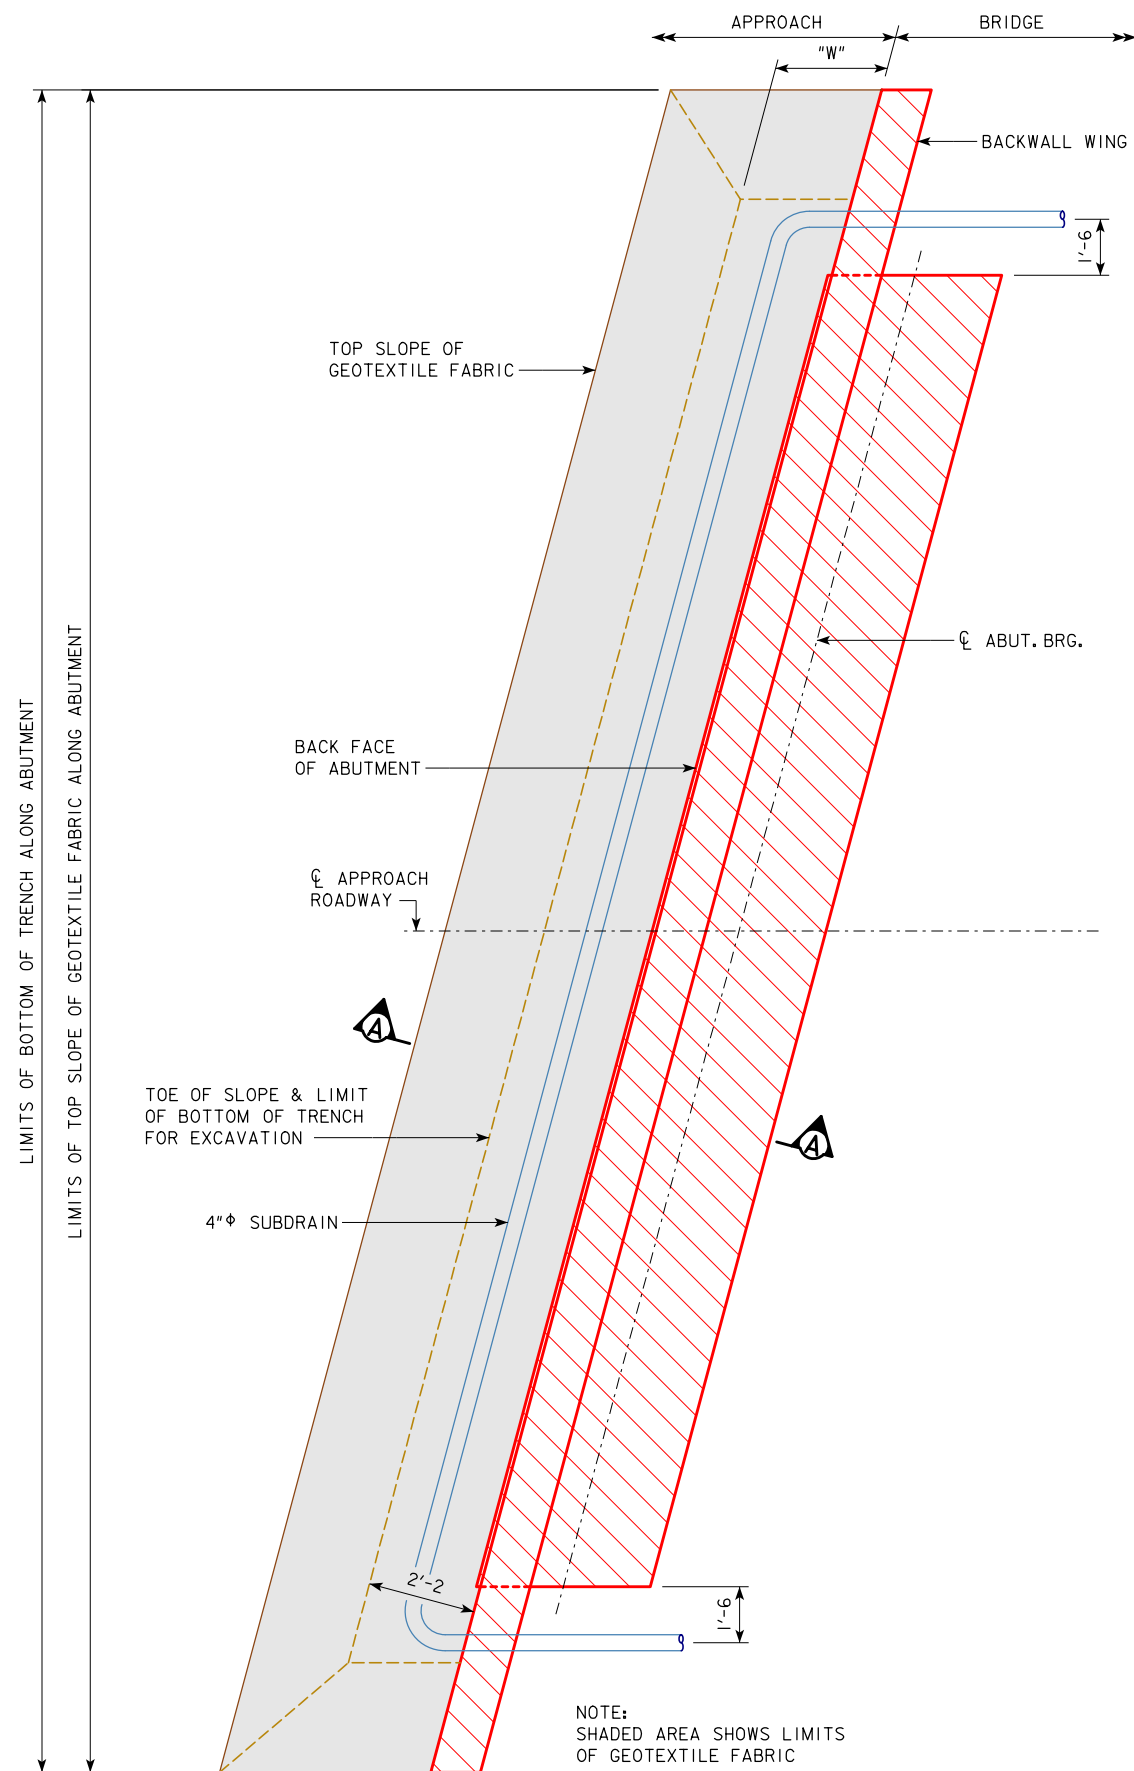 APPROACH
BRIDGE
"W"
BACKWALL WING
1'-6
TOP SLOPE OF
GEOTEXTILE FABRIC
℄ ABUT. BRG.
BACK FACE
OF ABUTMENT
℄ APPROACH
ROADWAY
A
TOE OF SLOPE & LIMIT
OF BOTTOM OF TRENCH
FOR EXCAVATION
A
4"ϕ SUBDRAIN
LIMITS OF BOTTOM OF TRENCH ALONG ABUTMENT
LIMITS OF TOP SLOPE OF GEOTEXTILE FABRIC ALONG ABUTMENT
2'-2
1'-6
NOTE:
SHADED AREA SHOWS LIMITS
OF GEOTEXTILE FABRIC